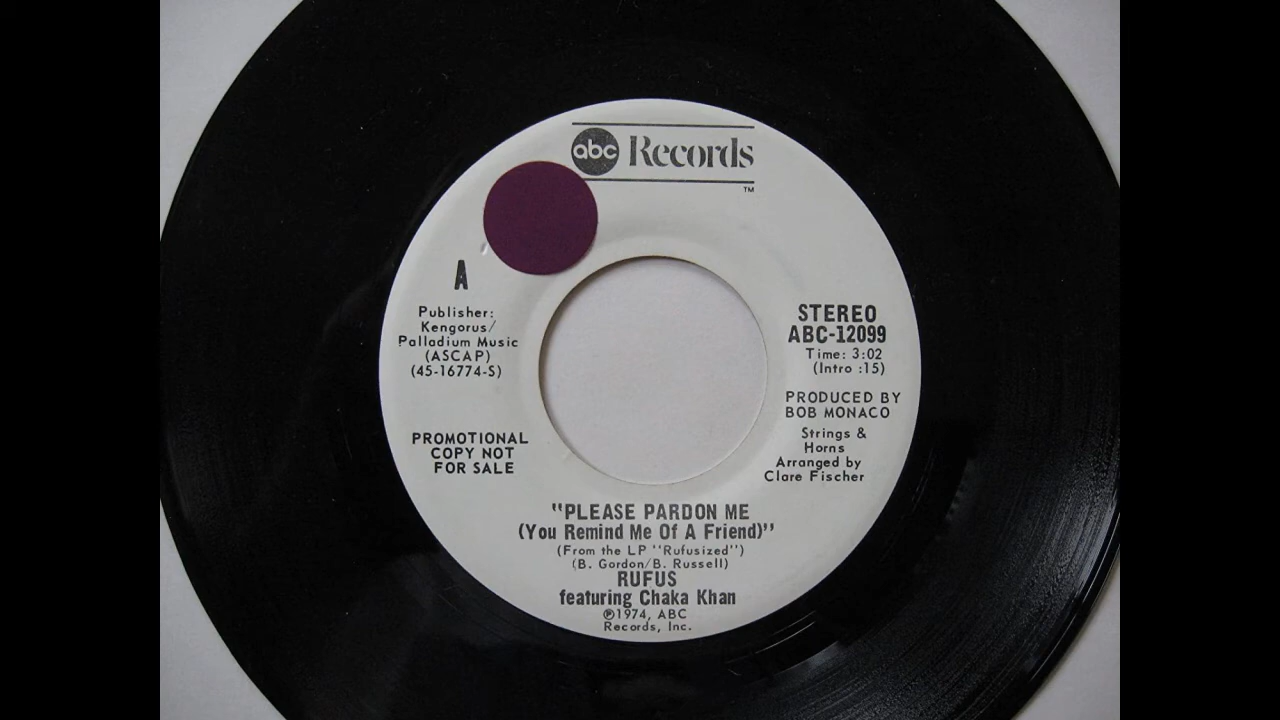 abc Records
TM
A
Publisher:
Kengorus/
Palladium Music
(ASCAP)
(45-16774-S)
PROMOTIONAL
COPY NOT
FOR SALE
STEREO
ABC-12099
Time: 3:02
(Intro :15)
PRODUCED BY
BOB MONACO
Strings &
Horns
Arranged by
Clare Fischer
"PLEASE PARDON ME
(You Remind Me Of A Friend)"
(From the LP "Rufusized")
(B. Gordon/B. Russell)
RUFUS
featuring Chaka Khan
℗1974, ABC
Records, Inc.